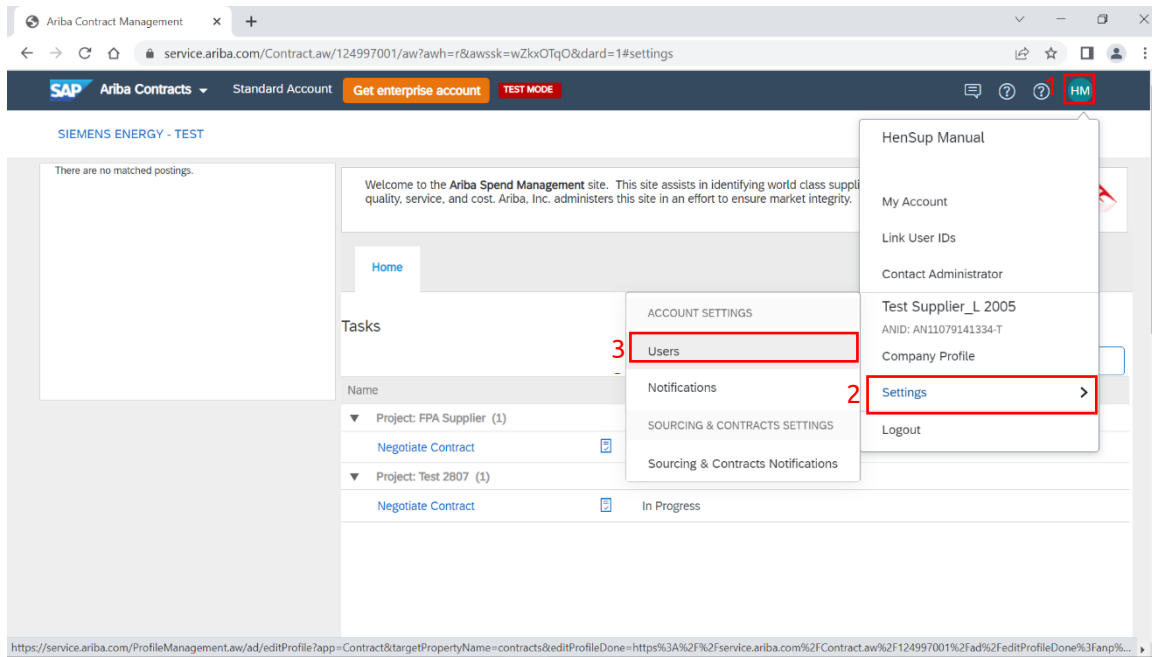 Ariba Contract Management
service.ariba.com/Contract.aw/124997001/aw?awh=r&awssk=wZkxOTqO&dard=1#settings
SAP Ariba Contracts Standard Account Get enterprise account TEST MODE 1 HM
SIEMENS ENERGY - TEST
There are no matched postings.
Welcome to the Ariba Spend Management site. This site assists in identifying world class suppli
quality, service, and cost. Ariba, Inc. administers this site in an effort to ensure market integrity.
Home
Tasks
Name
Project: FPA Supplier (1)
Negotiate Contract
Project: Test 2807 (1)
Negotiate Contract In Progress
ACCOUNT SETTINGS
3 Users
Notifications
SOURCING & CONTRACTS SETTINGS
Sourcing & Contracts Notifications
HenSup Manual
My Account
Link User IDs
Contact Administrator
Test Supplier_L 2005
ANID: AN11079141334-T
Company Profile
2 Settings
Logout
https://service.ariba.com/ProfileManagement.aw/ad/editProfile?app=Contract&targetPropertyName=contracts&editProfileDone=https%3A%2F%2Fservice.ariba.com%2FContract.aw%2F124997001%2Fad%2FeditProfileDone%3Fanp%...